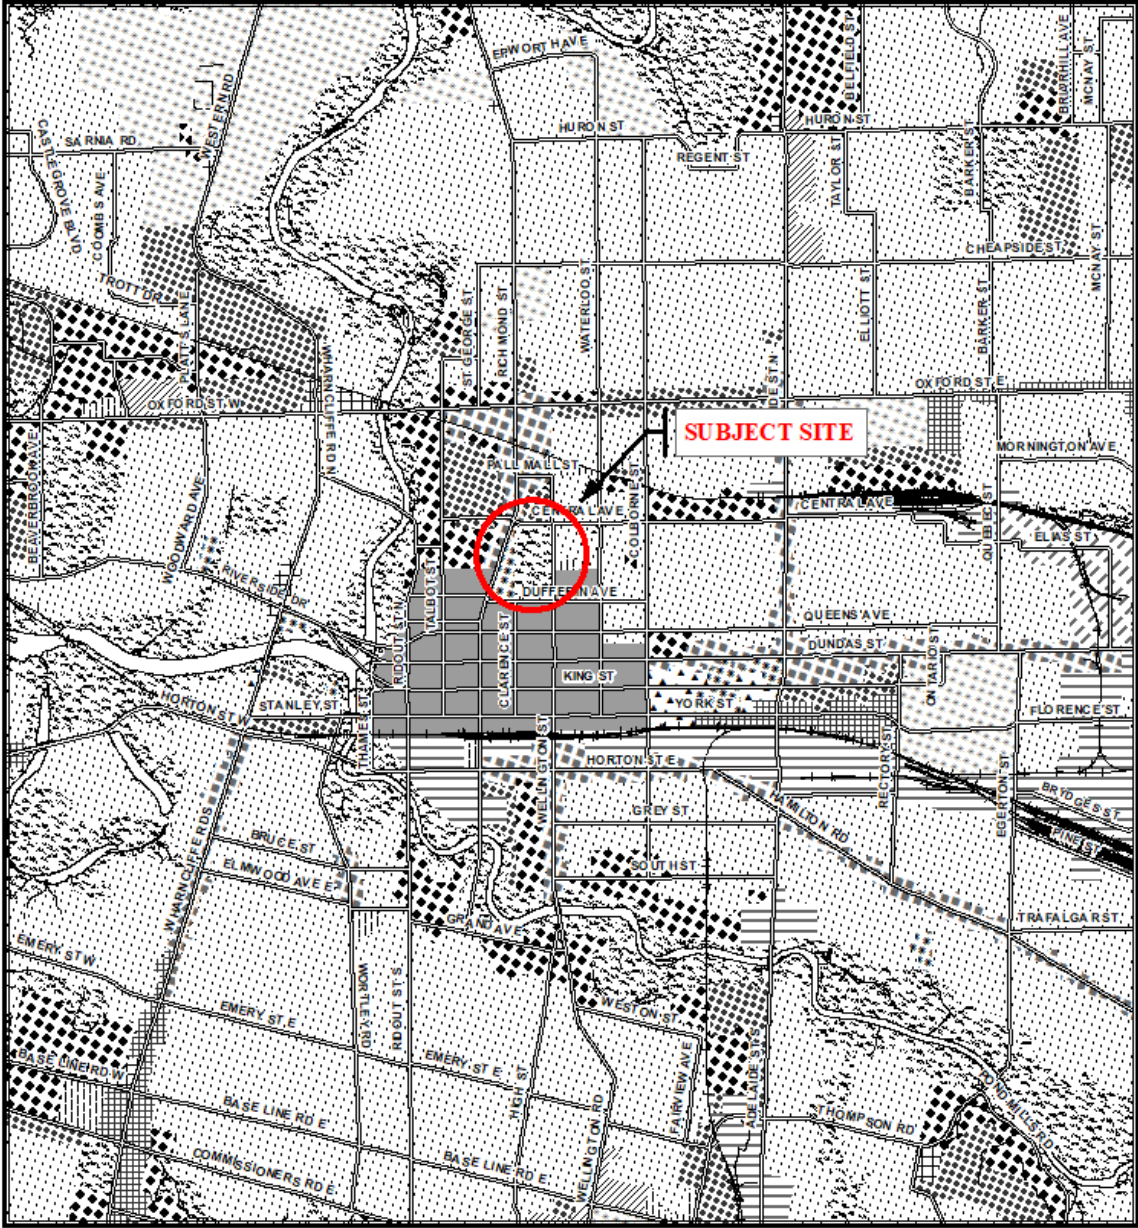 EPWORTH AVE
BELFIELD ST
BRIARHILL AVE
MCNAY ST
HURON ST
HURON ST
SARNIA RD
WESTERN RD
CASTLEGROVE BLVD
COOMBS AVE
REGENT ST
TAYLOR ST
BARKER ST
CHEAPSIDE ST
MCNAY ST
TROTT DR
PLATT'S LANE
ST GEORGE ST
RICHMOND ST
WATERLOO ST
ELLIOTT ST
BARKER ST
WHARNCLIFFE RD N
OXFORD ST W
OXFORD ST E
DE ST N
SUBJECT SITE
BEAVERBROOK AVE
WOODWARD AVE
PALL MALL ST
MORNINGTON AVE
COLBORNE ST
CENTRAL AVE
CENTRAL AVE
QUEBEC ST
ELIAS ST
RIVERSIDE DR
TALBOT ST
DUFFERIN AVE
QUEENS AVE
DUNDAS ST
RIDOUT ST N
CLARENCE ST
KING ST
ONTARIO ST
HORTON ST W
STANLEY ST
THAMES ST
YORK ST
FLORENCE ST
WELLINGTON ST
HORTON ST E
RECTORY ST
EGERTON ST
BRYDGES ST
PINE ST
HAMILTON RD
GREY ST
WHARNCLIFFE RD S
BRUCE ST
ELMWOOD AVE E
SOUTH ST
GRAND AVE
TRAFALGAR ST
EMERY ST W
EMERY ST E
WORTLEY RD
RIDOUT ST S
WESTON ST
EMERY ST E
HIGH ST
FAIRVIEW AVE
ADELAIDE ST S
BASE LINE RD W
BASE LINE RD E
WELLINGTON RD
THOMPSON RD
POND MILLS RD
COMMISSIONERS RD E
BASE LINE RD E